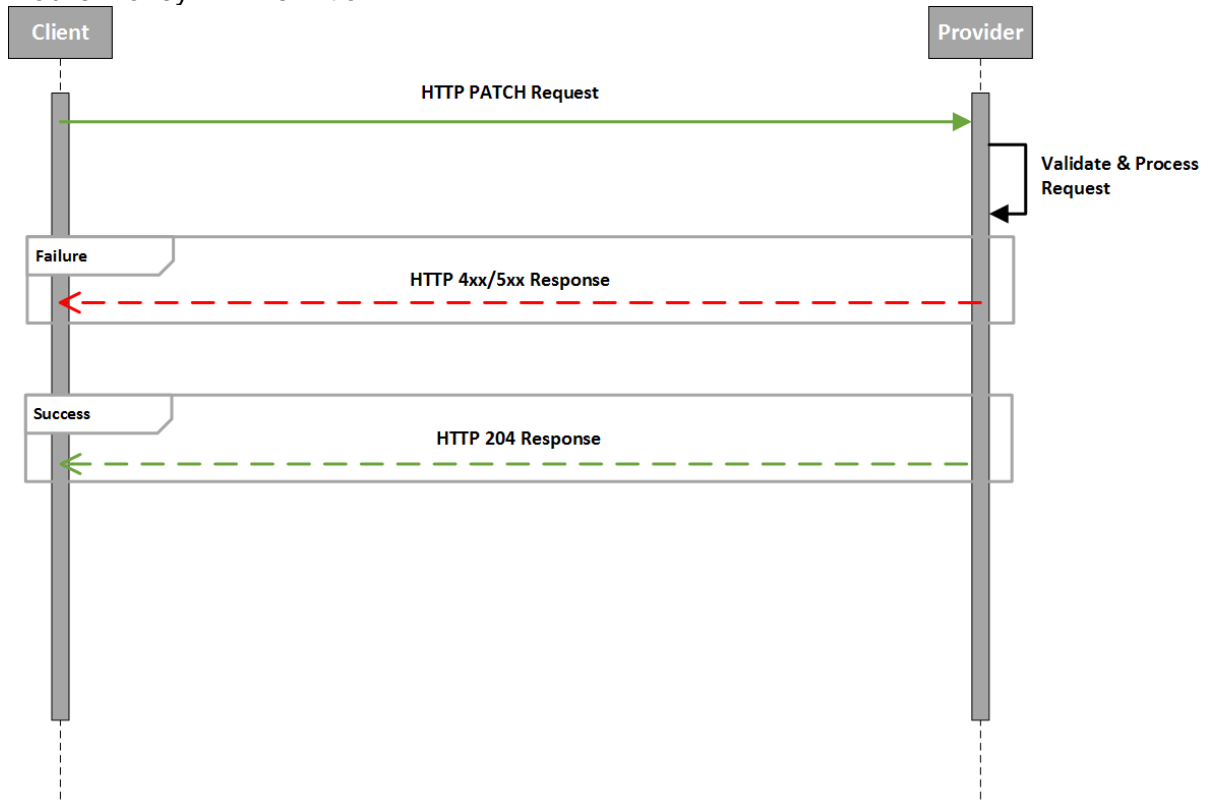 Client
Provider
HTTP PATCH Request
Validate & Process
Request
Failure
HTTP 4xx/5xx Response
Success
HTTP 204 Response